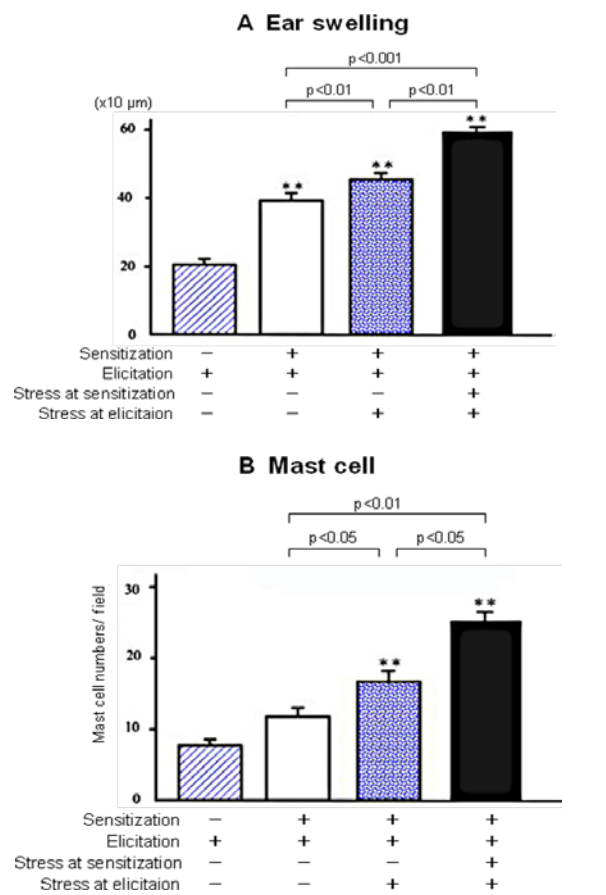 A Ear swelling
p<0.001
p<0.01 p<0.01
(x10 µm)
60
40
20
0
** ** **
Sensitization − + + +
Elicitation + + + +
Stress at sensitization − − − +
Stress at elicitaion − − + +
B Mast cell
p<0.01
p<0.05 p<0.05
Mast cell numbers/ field
30
20
10
0
** **
Sensitization − + + +
Elicitation + + + +
Stress at sensitization − − − +
Stress at elicitaion − − + +